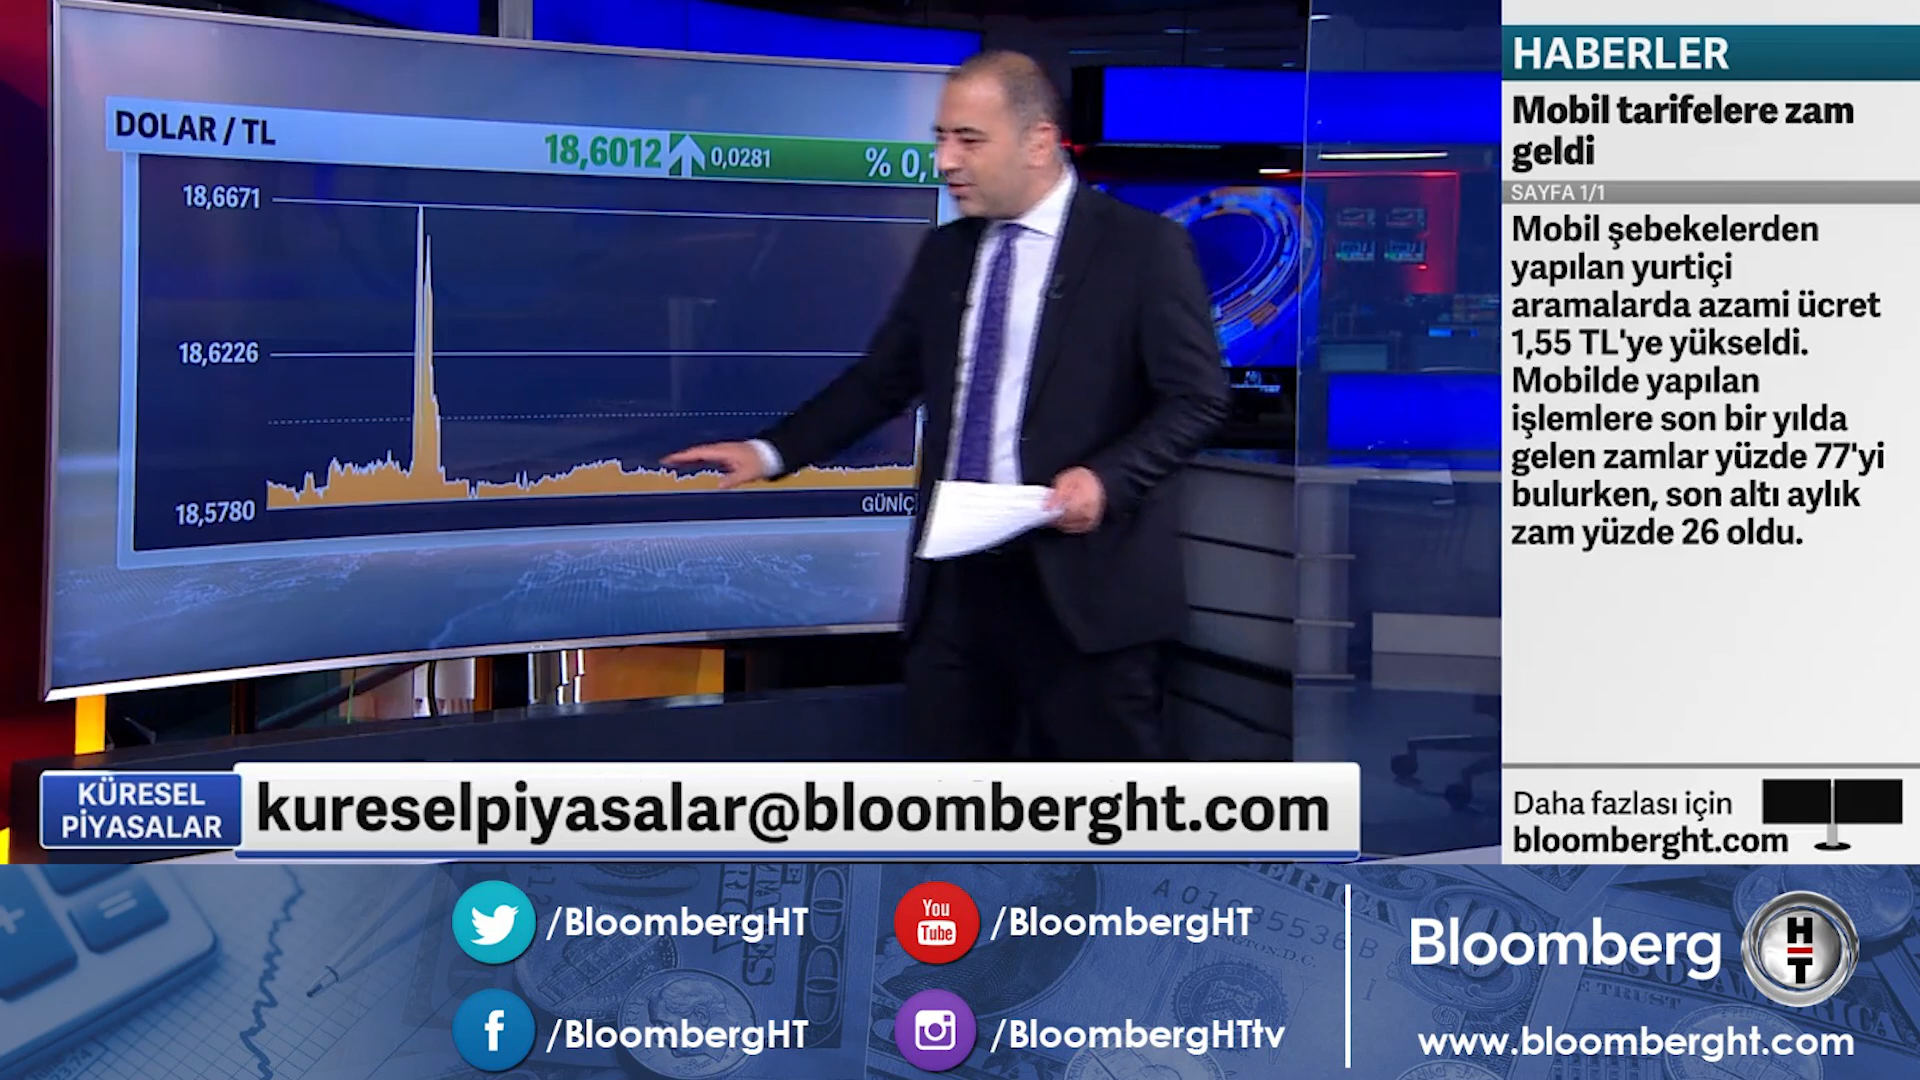 DOLAR / TL
18,6012 0,0281 % 0,1
18,6671
18,6226
18,5780
GÜNİÇ
HABERLER
Mobil tarifelere zam
geldi
SAYFA 1/1
Mobil şebekelerden
yapılan yurtiçi
aramalarda azami ücret
1,55 TL'ye yükseldi.
Mobilde yapılan
işlemlere son bir yılda
gelen zamlar yüzde 77'yi
bulurken, son altı aylık
zam yüzde 26 oldu.
Daha fazlası için
bloomberght.com
KÜRESEL
PİYASALAR
kureselpiyasalar@bloomberght.com
/BloombergHT
You
Tube
/BloombergHT
/BloombergHT
/BloombergHTtv
Bloomberg HT
www.bloomberght.com